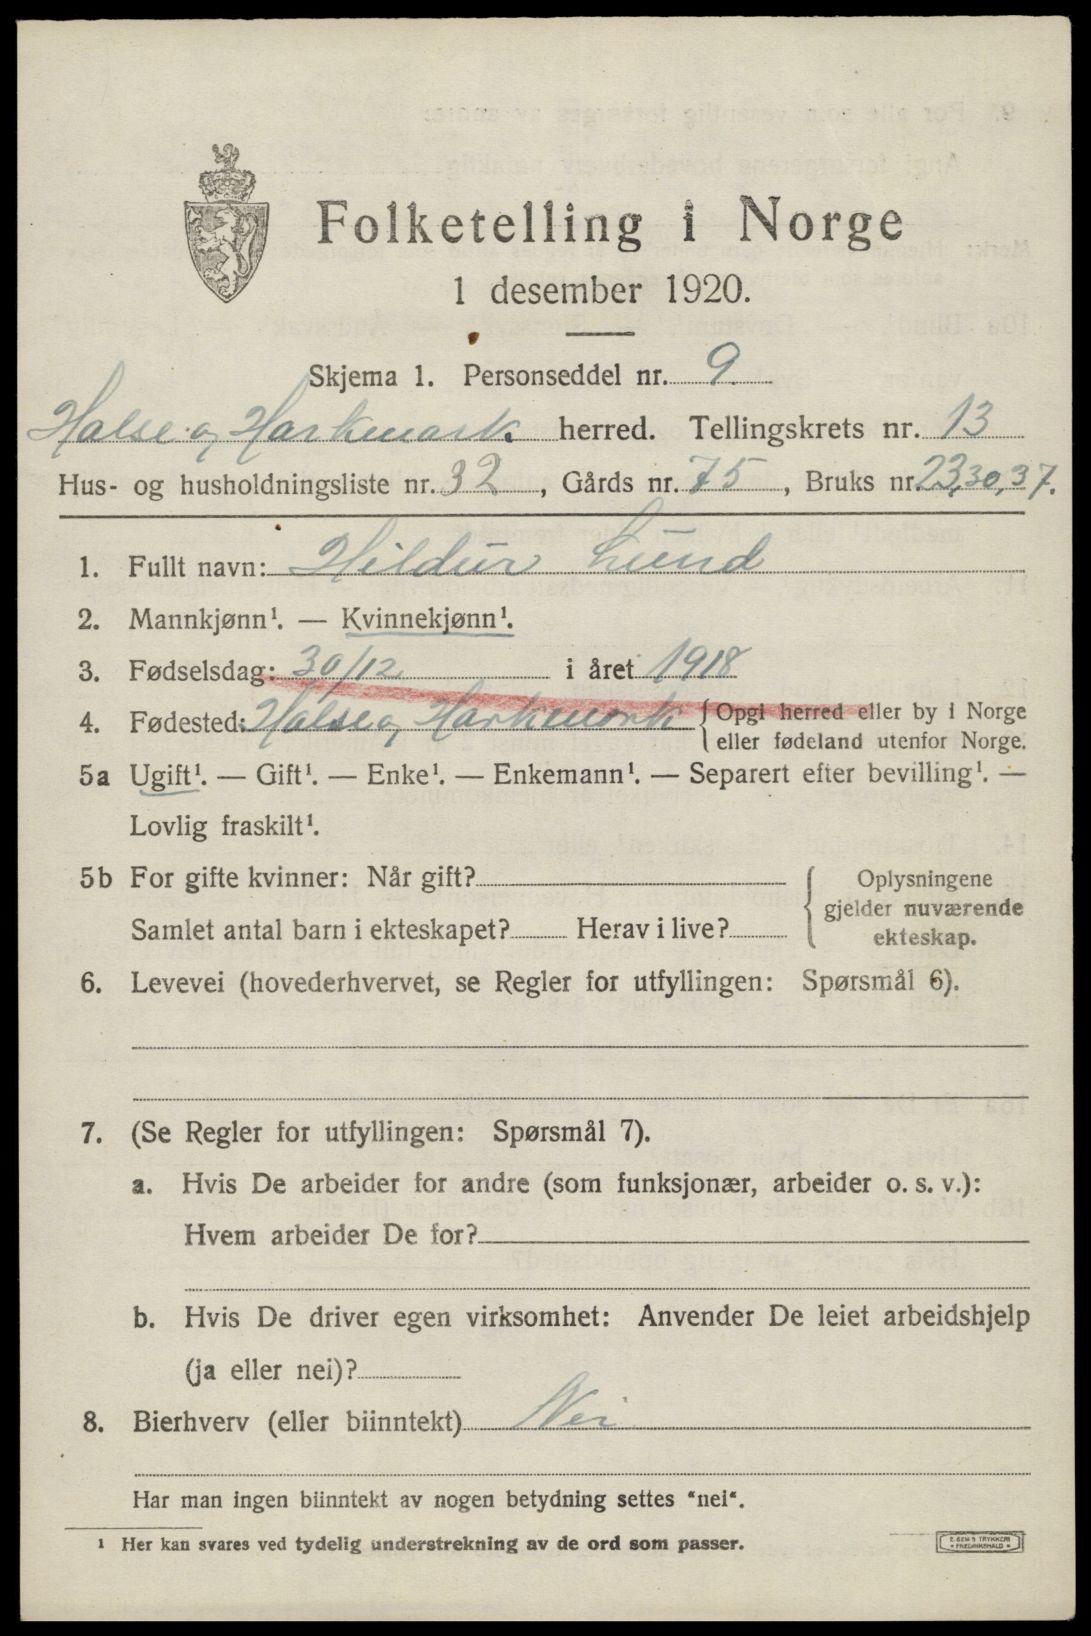 Folketelling i Norge
1 desember 1920.
Skjema 1. Personseddel nr. 9.
Halse og Harkmark herred. Tellingskrets nr. 13
Hus- og husholdningsliste nr. 32, Gårds nr. 75, Bruks nr. 23, 30, 37.
1. Fullt navn: Hildur Lund
2. Mannkjønn¹. — Kvinnekjønn¹.
3. Fødselsdag: 30/12 i året 1918
4. Fødested: Halse og Harkmark { Opgi herred eller by i Norge
eller fødeland utenfor Norge.
5a Ugift¹. — Gift¹. — Enke¹. — Enkemann¹. — Separert efter bevilling¹. —
Lovlig fraskilt¹.
5b For gifte kvinner: Når gift?
Samlet antal barn i ekteskapet? Herav i live?
{ Oplysningene
gjelder nuværende
ekteskap.
6. Levevei (hovederhvervet, se Regler for utfyllingen: Spørsmål 6).
7. (Se Regler for utfyllingen: Spørsmål 7).
a. Hvis De arbeider for andre (som funksjonær, arbeider o. s. v.):
Hvem arbeider De for?
b. Hvis De driver egen virksomhet: Anvender De leiet arbeidshjelp
(ja eller nei)?
8. Bierhverv (eller biinntekt) Nei
Har man ingen biinntekt av nogen betydning settes "nei".
¹ Her kan svares ved tydelig understrekning av de ord som passer.